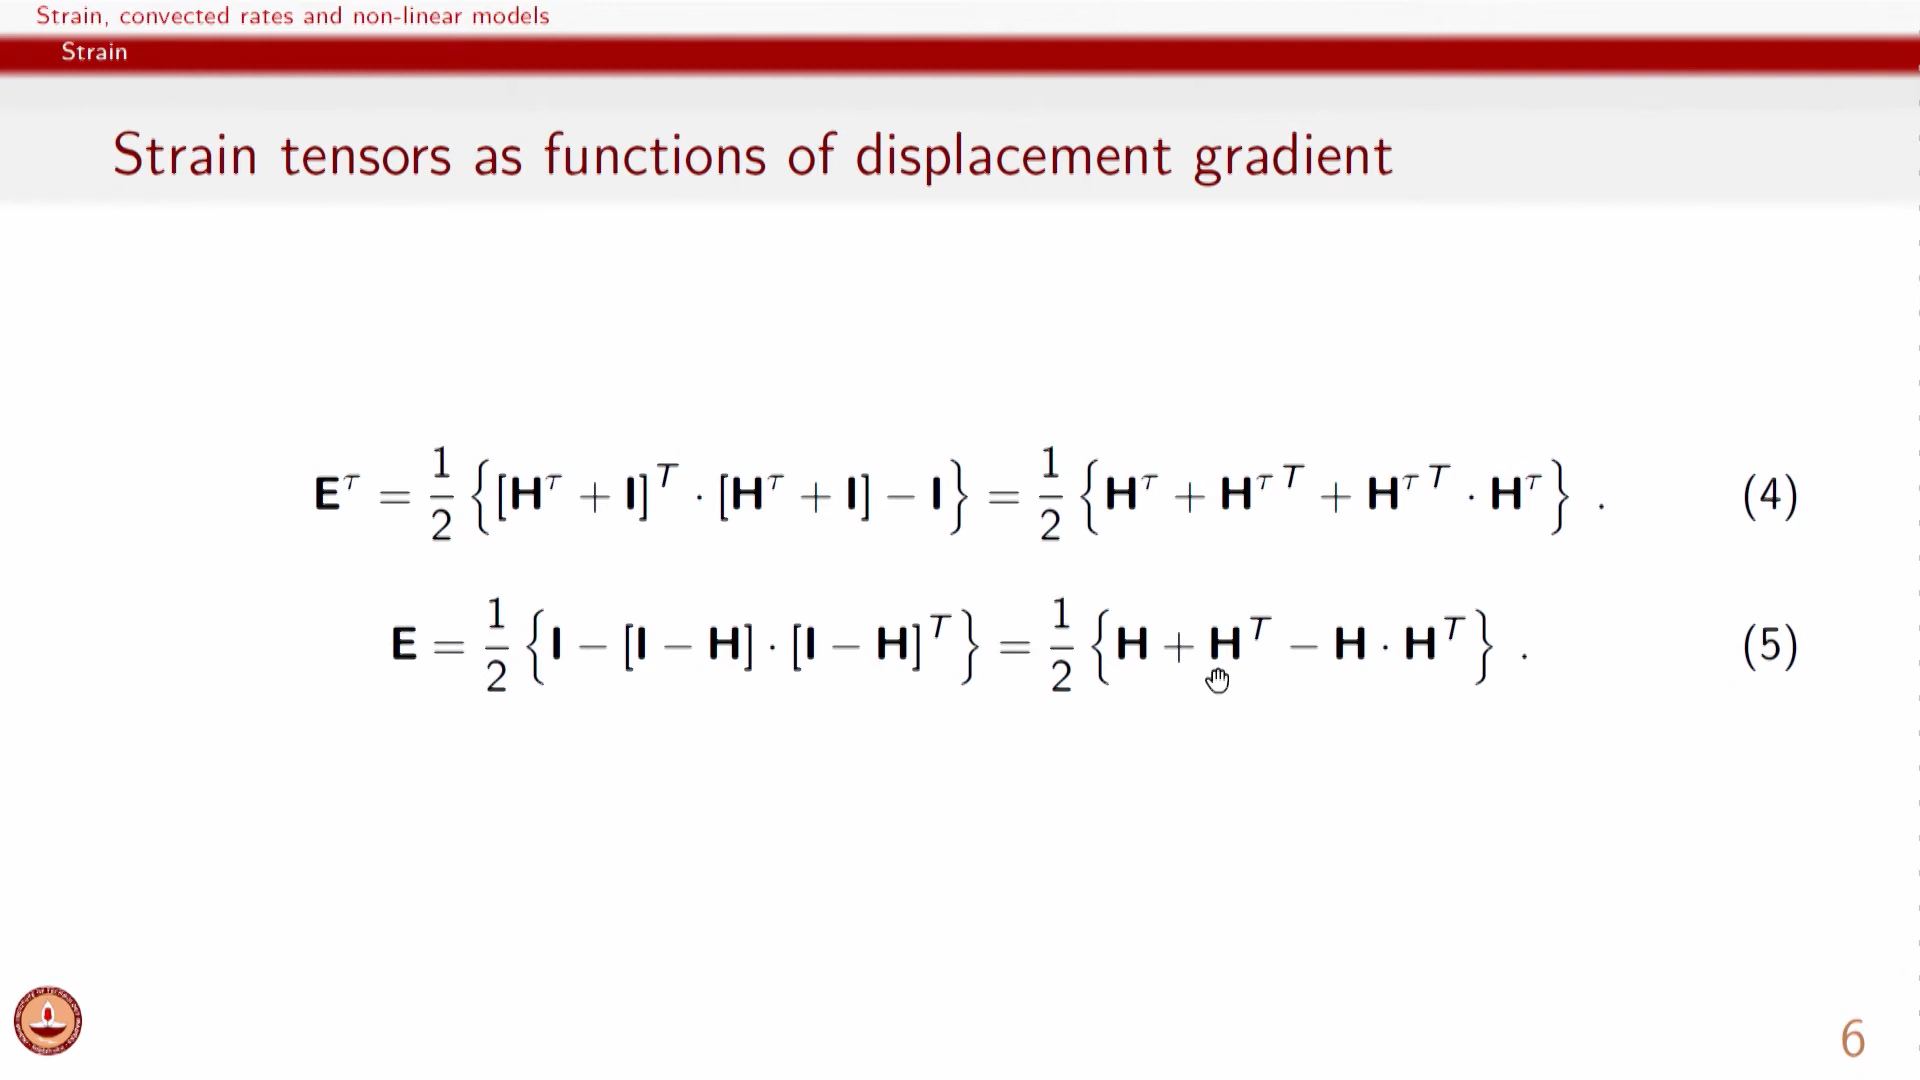 Strain, convected rates and non-linear models
Strain
Strain tensors as functions of displacement gradient
𝐄^τ = 1/2 {[𝐇^τ + 𝐈]^T · [𝐇^τ + 𝐈] − 𝐈} = 1/2 {𝐇^τ + 𝐇^τ^T + 𝐇^τ^T · 𝐇^τ} . (4)
𝐄 = 1/2 {𝐈 − [𝐈 − 𝐇] · [𝐈 − 𝐇]^T} = 1/2 {𝐇 + 𝐇^T − 𝐇 · 𝐇^T} . (5)
6